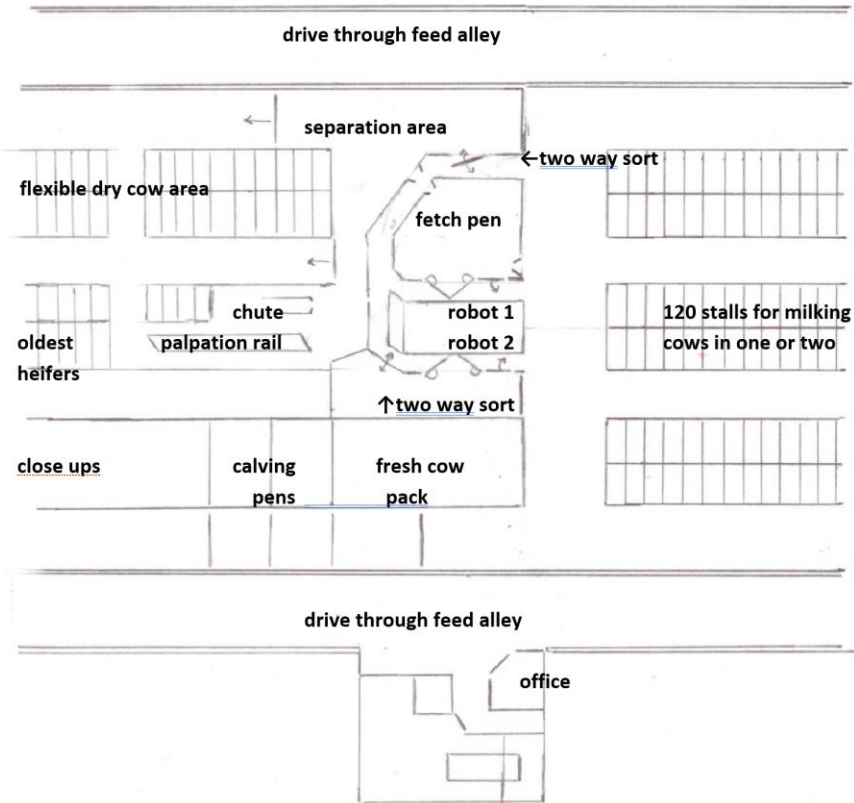 drive through feed alley
separation area
←two way sort
flexible dry cow area
fetch pen
chute
robot 1
120 stalls for milking
oldest
palpation rail
robot 2
cows in one or two
heifers
↑two way sort
close ups
calving
fresh cow
pens
pack
drive through feed alley
office